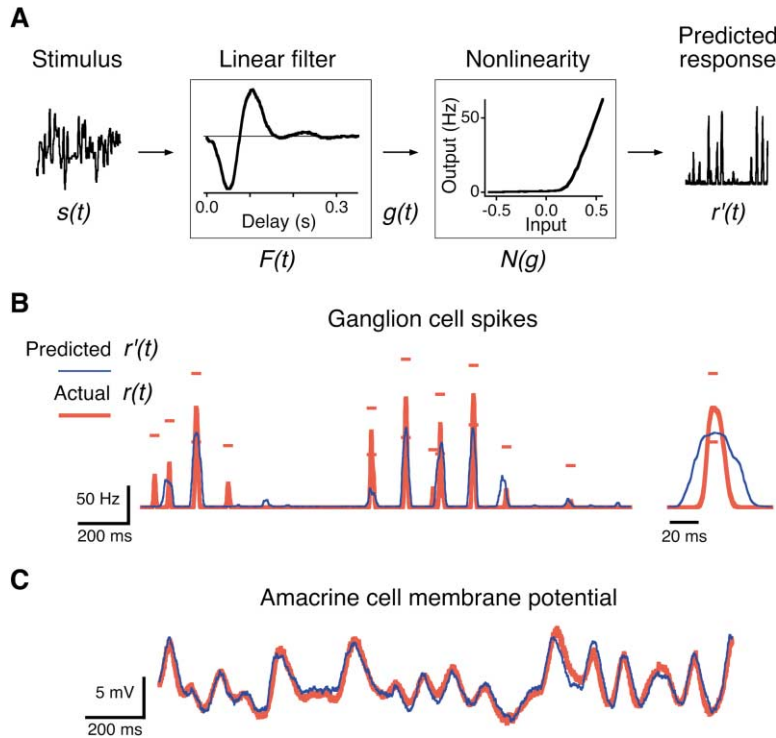 A
Stimulus
Linear filter
Nonlinearity
Predicted
response
s(t)
0.0
0.3
Delay (s)
F(t)
g(t)
Output (Hz)
50
0
-0.5
0.0
0.5
Input
N(g)
r'(t)
B
Ganglion cell spikes
Predicted r'(t)
Actual r(t)
50 Hz
200 ms
20 ms
C
Amacrine cell membrane potential
5 mV
200 ms